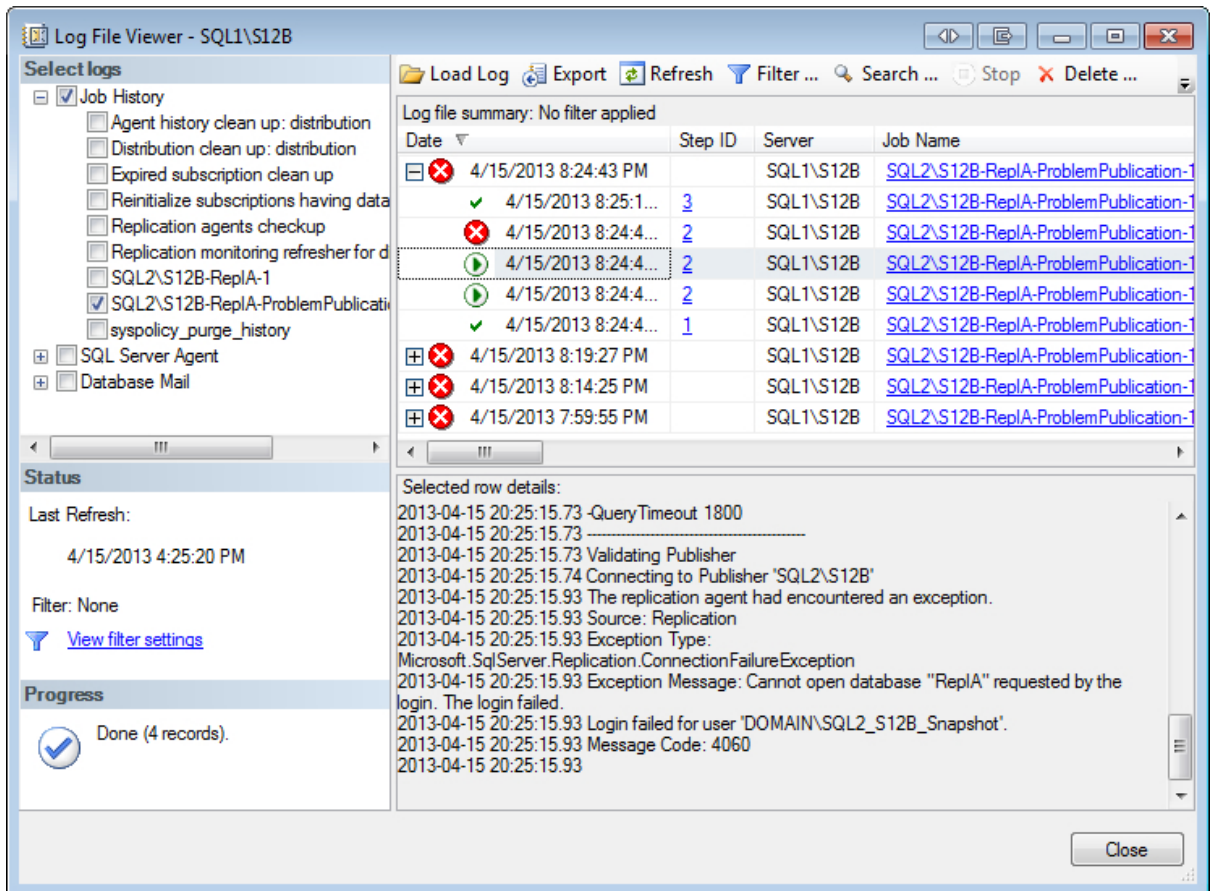 Log File Viewer - SQL1\S12B
Select logs
Job History
Agent history clean up: distribution
Distribution clean up: distribution
Expired subscription clean up
Reinitialize subscriptions having data
Replication agents checkup
Replication monitoring refresher for d
SQL2\S12B-ReplA-1
SQL2\S12B-ReplA-ProblemPublicati
syspolicy_purge_history
SQL Server Agent
Database Mail
Status
Last Refresh:
4/15/2013 4:25:20 PM
Filter: None
View filter settings
Progress
Done (4 records).
Load Log Export Refresh Filter ... Search ... Stop Delete ...
Log file summary: No filter applied
Date Step ID Server Job Name
4/15/2013 8:24:43 PM SQL1\S12B SQL2\S12B-ReplA-ProblemPublication-1
4/15/2013 8:25:1... 3 SQL1\S12B SQL2\S12B-ReplA-ProblemPublication-1
4/15/2013 8:24:4... 2 SQL1\S12B SQL2\S12B-ReplA-ProblemPublication-1
4/15/2013 8:24:4... 2 SQL1\S12B SQL2\S12B-ReplA-ProblemPublication-1
4/15/2013 8:24:4... 2 SQL1\S12B SQL2\S12B-ReplA-ProblemPublication-1
4/15/2013 8:24:4... 1 SQL1\S12B SQL2\S12B-ReplA-ProblemPublication-1
4/15/2013 8:19:27 PM SQL1\S12B SQL2\S12B-ReplA-ProblemPublication-1
4/15/2013 8:14:25 PM SQL1\S12B SQL2\S12B-ReplA-ProblemPublication-1
4/15/2013 7:59:55 PM SQL1\S12B SQL2\S12B-ReplA-ProblemPublication-1
Selected row details:
2013-04-15 20:25:15.73 -QueryTimeout 1800
2013-04-15 20:25:15.73 ---------------------------------------------
2013-04-15 20:25:15.73 Validating Publisher
2013-04-15 20:25:15.74 Connecting to Publisher 'SQL2\S12B'
2013-04-15 20:25:15.93 The replication agent had encountered an exception.
2013-04-15 20:25:15.93 Source: Replication
2013-04-15 20:25:15.93 Exception Type:
Microsoft.SqlServer.Replication.ConnectionFailureException
2013-04-15 20:25:15.93 Exception Message: Cannot open database "ReplA" requested by the
login. The login failed.
2013-04-15 20:25:15.93 Login failed for user 'DOMAIN\SQL2_S12B_Snapshot'.
2013-04-15 20:25:15.93 Message Code: 4060
2013-04-15 20:25:15.93
Close